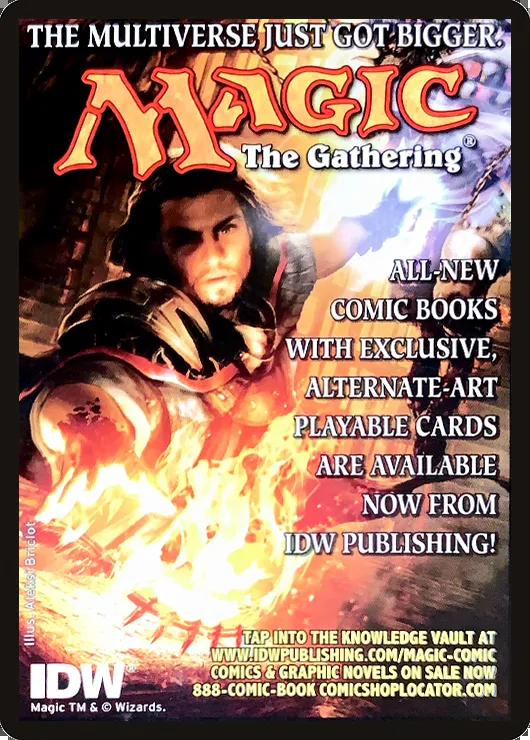 THE MULTIVERSE JUST GOT BIGGER.
MAGIC
The Gathering®
ALL-NEW
COMIC BOOKS
WITH EXCLUSIVE,
ALTERNATE-ART
PLAYABLE CARDS
ARE AVAILABLE
NOW FROM
IDW PUBLISHING!
Illus. Aleksi Briclot
TAP INTO THE KNOWLEDGE VAULT AT
WWW.IDWPUBLISHING.COM/MAGIC-COMIC
COMICS & GRAPHIC NOVELS ON SALE NOW
888-COMIC-BOOK COMICSHOPLOCATOR.COM
IDW®
Magic TM & © Wizards.